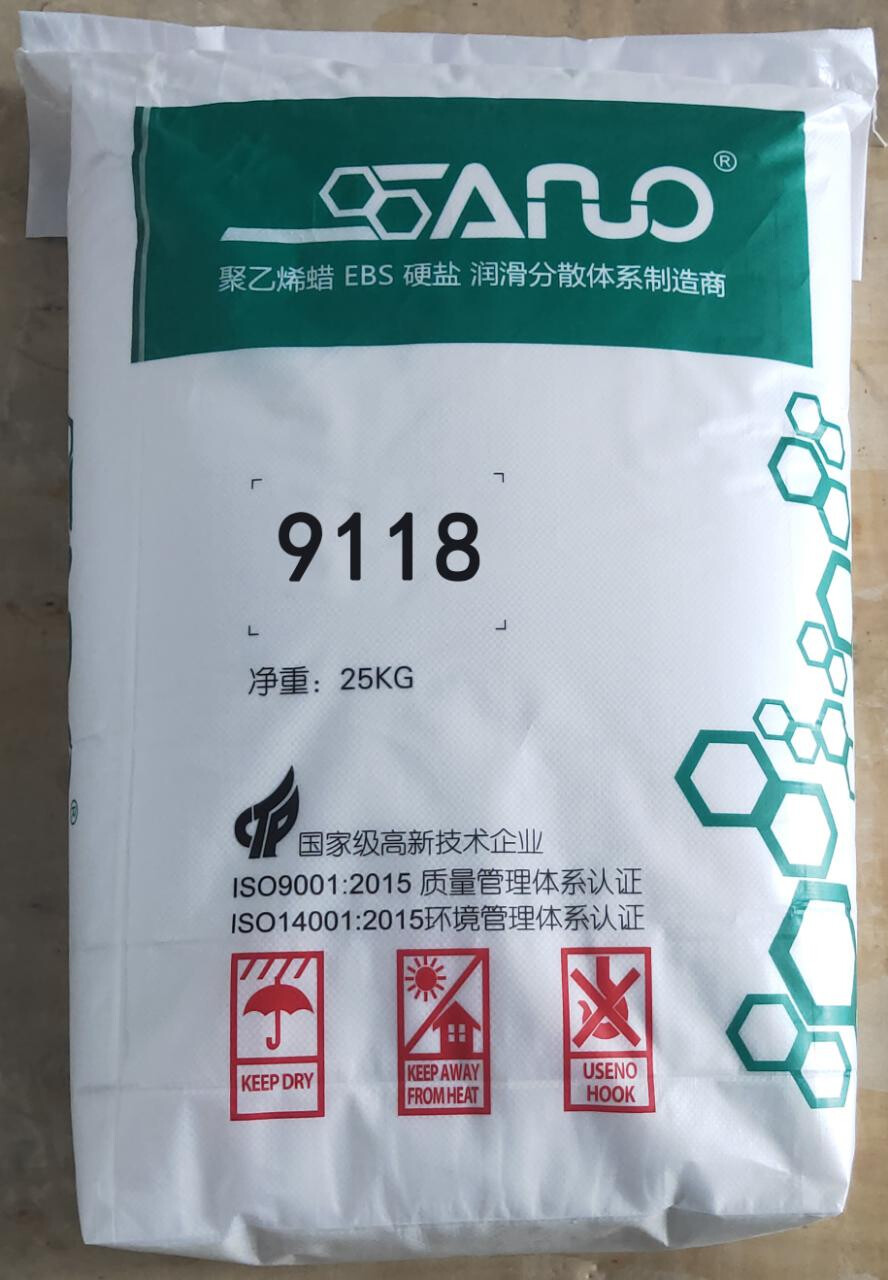 SANO®
聚乙烯蜡 EBS 硬盐 润滑分散体系制造商
9118
净重：25KG
CTP 国家级高新技术企业
ISO9001:2015 质量管理体系认证
ISO14001:2015环境管理体系认证
KEEP DRY
KEEP AWAY
FROM HEAT
USENO
HOOK
®